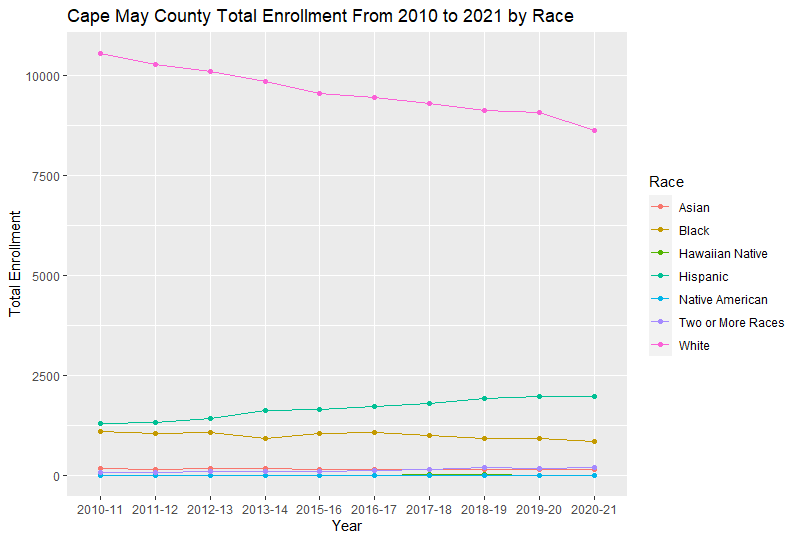 Cape May County Total Enrollment From 2010 to 2021 by Race
Total Enrollment
10000
7500
5000
2500
0
2010-11 2011-12 2012-13 2013-14 2015-16 2016-17 2017-18 2018-19 2019-20 2020-21
Year
Race
Asian
Black
Hawaiian Native
Hispanic
Native American
Two or More Races
White